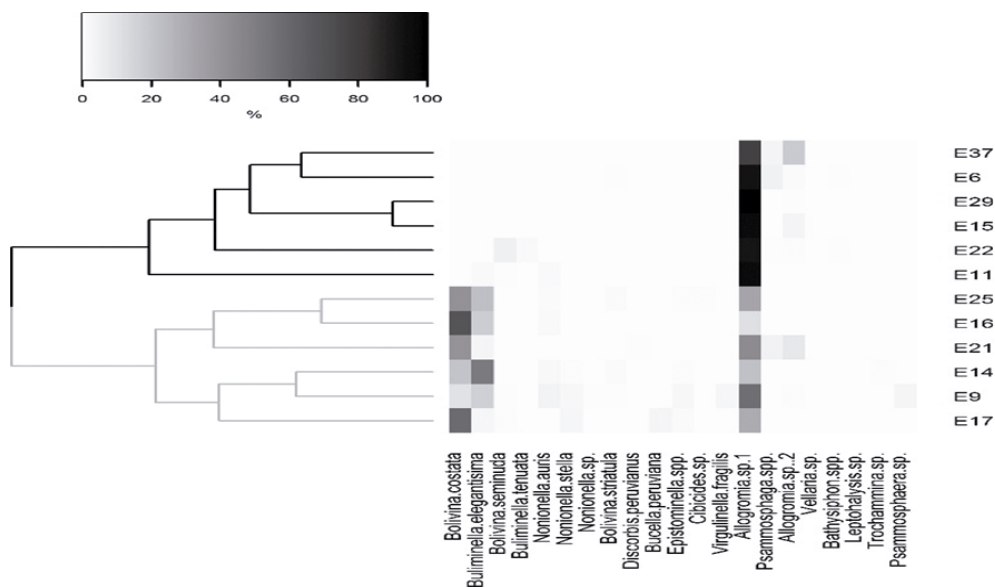 0 20 40 60 80 100
%
E37
E6
E29
E15
E22
E11
E25
E16
E21
E14
E9
E17
Bolivina.costata
Buliminella.elegantisima
Bolivina.seminuda
Buliminella.tenuata
Nonionella.auris
Nonionella.stella
Nonionella.sp.
Bolivina.striatula
Discorbis.peruvianus
Bucella.peruviana
Epistominella.spp.
Cibicides.sp.
Virgulinella.fragilis
Allogromia.sp.1
Psammosphaga.spp.
Allogromia.sp..2
Vellaria.sp.
Bathysiphon.spp.
Leptohalysis.sp.
Trochammina.sp.
Psammosphaera.sp.